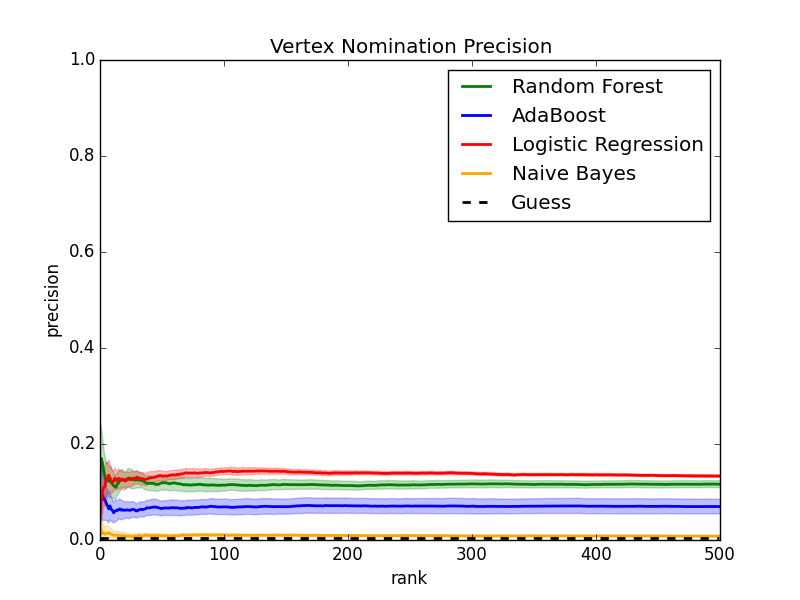 Vertex Nomination Precision
1.0
0.8
0.6
0.4
0.2
0.0
precision
Random Forest
AdaBoost
Logistic Regression
Naive Bayes
Guess
0 100 200 300 400 500
rank